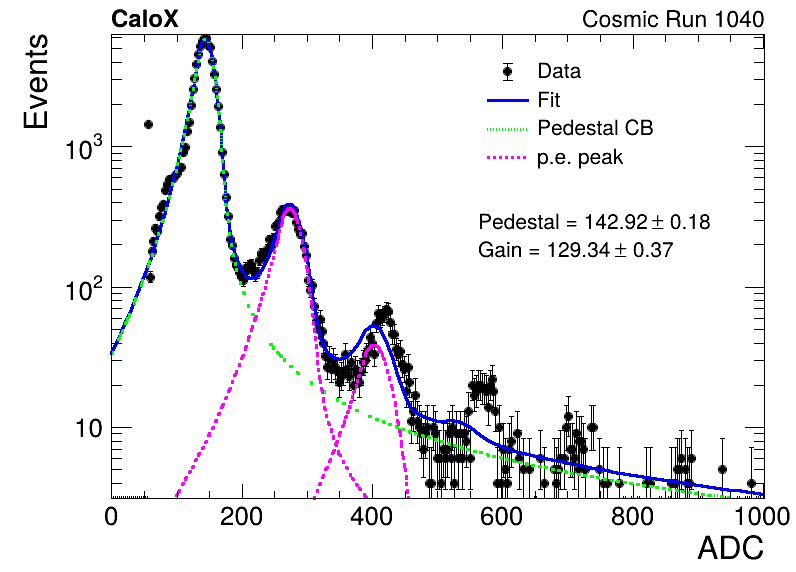 CaloX
Cosmic Run 1040
Events
Data
Fit
Pedestal CB
p.e. peak
Pedestal = 142.92 ± 0.18
Gain = 129.34 ± 0.37
10³
10²
10
0 200 400 600 800 1000
ADC